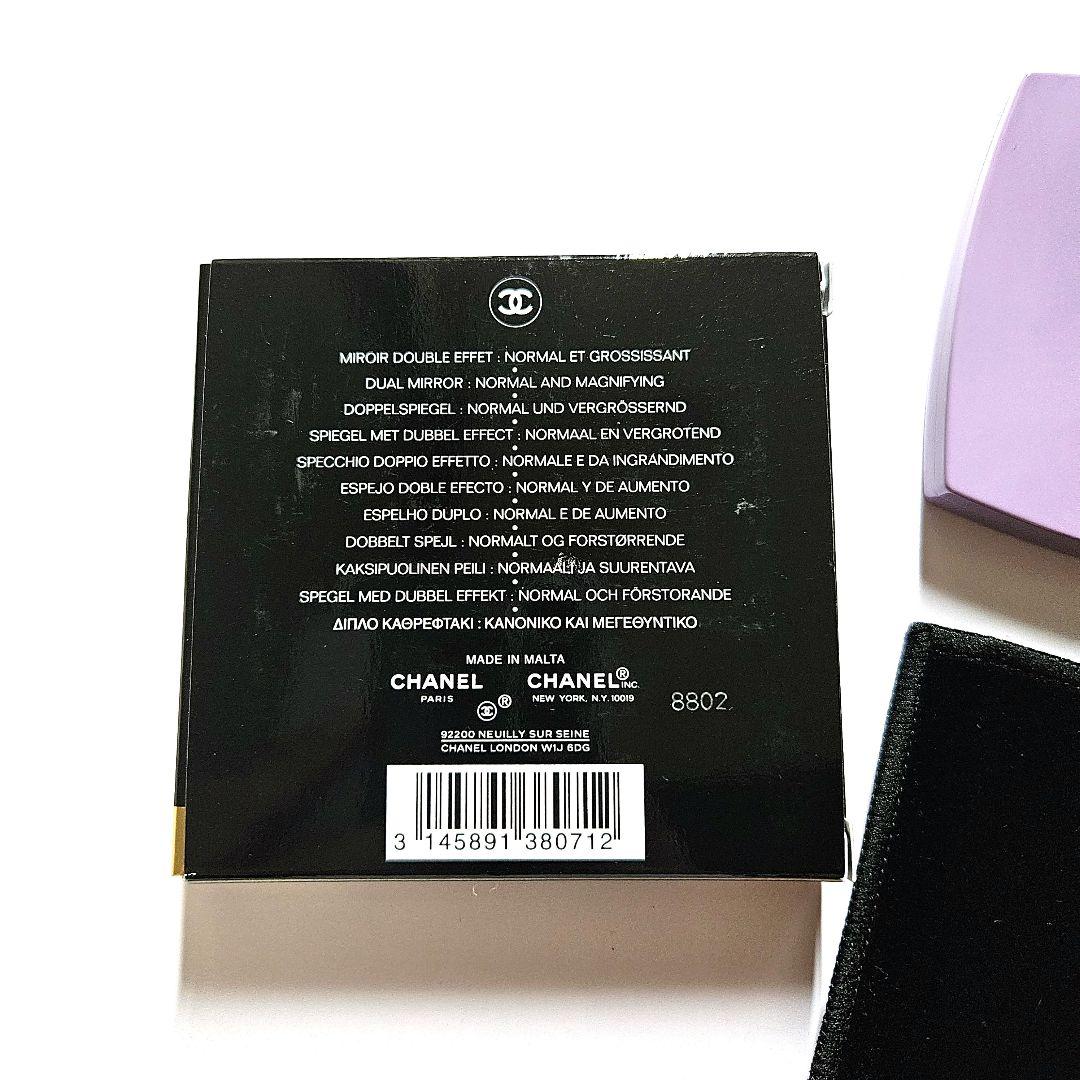 MIROIR DOUBLE EFFET : NORMAL ET GROSSISSANT
DUAL MIRROR : NORMAL AND MAGNIFYING
DOPPELSPIEGEL : NORMAL UND VERGRÖSSERND
SPIEGEL MET DUBBEL EFFECT : NORMAAL EN VERGROTEND
SPECCHIO DOPPIO EFFETTO : NORMALE E DA INGRANDIMENTO
ESPEJO DOBLE EFECTO : NORMAL Y DE AUMENTO
ESPELHO DUPLO : NORMAL E DE AUMENTO
DOBBELT SPEJL : NORMALT OG FORSTØRRENDE
KAKSIPUOLINEN PEILI : NORMAALI JA SUURENTAVA
SPEGEL MED DUBBEL EFFEKT : NORMAL OCH FÖRSTORANDE
ΔΙΠΛΟ ΚΑΘΡΕΦΤΑΚΙ : ΚΑΝΟΝΙΚΟ ΚΑΙ ΜΕΓΕΘΥΝΤΙΚΟ
MADE IN MALTA
CHANEL CHANEL® INC.
PARIS NEW YORK, N.Y. 10019
®
8802
92200 NEUILLY SUR SEINE
CHANEL LONDON W1J 6DG
3 145891 380712